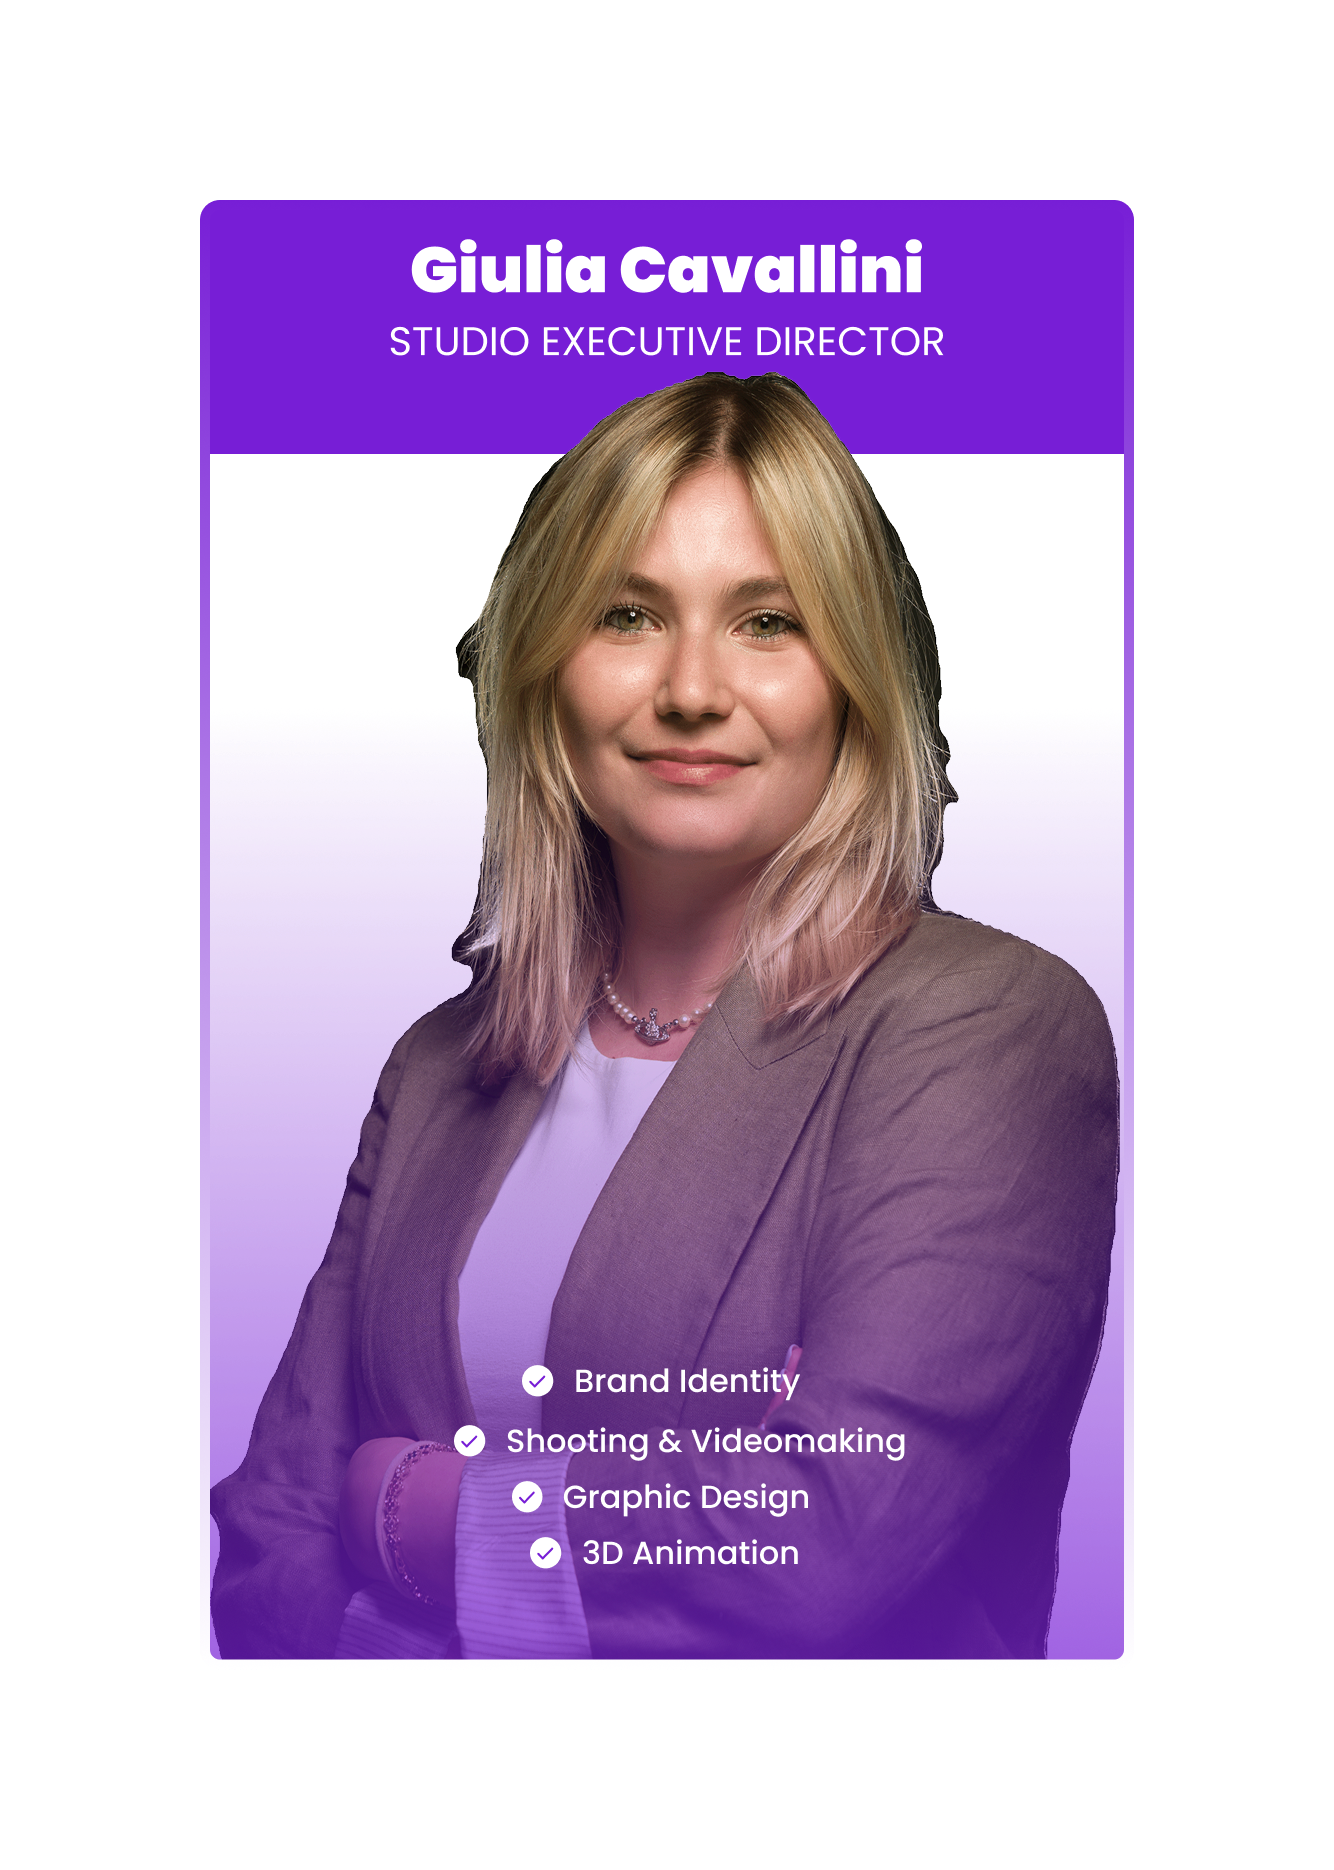 Giulia Cavallini
STUDIO EXECUTIVE DIRECTOR
Brand Identity
Shooting & Videomaking
Graphic Design
3D Animation